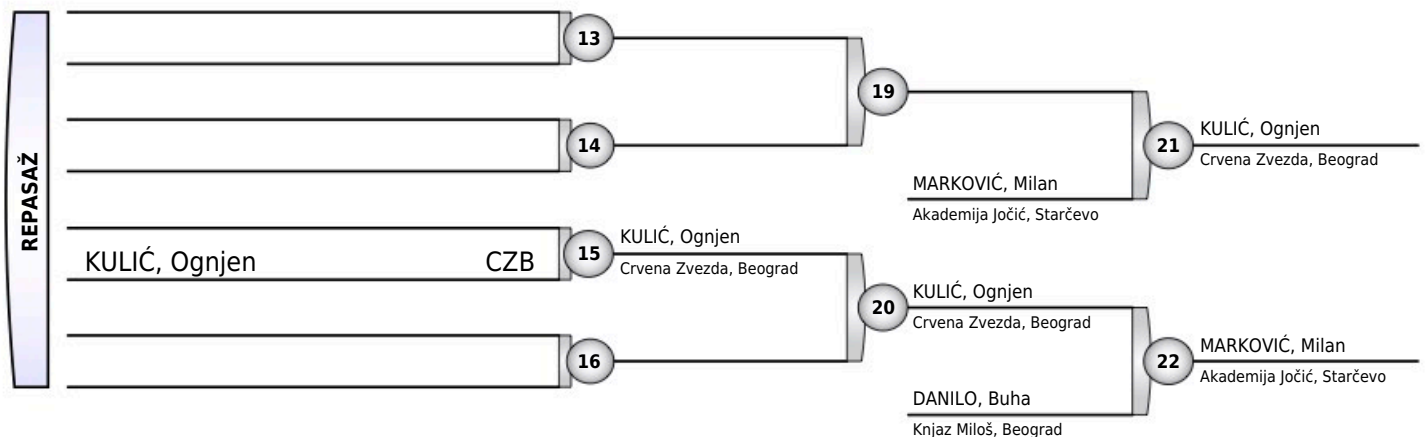 REPASAŽ
13
14
KULIĆ, Ognjen CZB
15
16
KULIĆ, Ognjen
Crvena Zvezda, Beograd
19
20
MARKOVIĆ, Milan
Akademija Jočić, Starčevo
KULIĆ, Ognjen
Crvena Zvezda, Beograd
DANILO, Buha
Knjaz Miloš, Beograd
21
KULIĆ, Ognjen
Crvena Zvezda, Beograd
22
MARKOVIĆ, Milan
Akademija Jočić, Starčevo